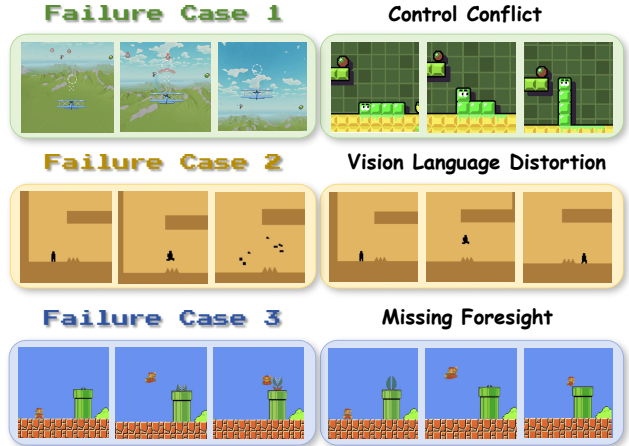 Failure Case 1
Control Conflict
Failure Case 2
Vision Language Distortion
Failure Case 3
Missing Foresight